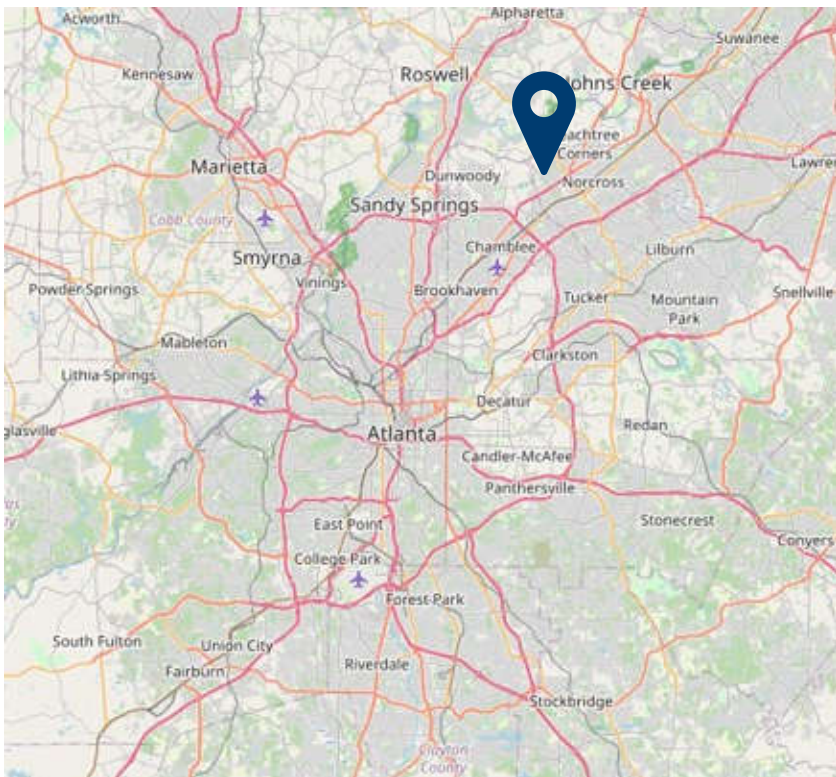 Acworth
Alpharetta
Suwanee
Kennesaw
Roswell
Johns Creek
Peachtree
Corners
Marietta
Dunwoody
Norcross
Sandy Springs
Cobb County
Chamblee
Lilburn
Smyrna
Vinings
Brookhaven
Tucker
Mountain
Park
Snellville
Powder Springs
Mableton
Clarkston
Lithia Springs
Decatur
Redan
Atlanta
Candler-McAfee
Panthersville
East Point
Stonecrest
Conyers
College Park
Forest Park
South Fulton
Union City
Fairburn
Riverdale
Stockbridge
Clayton
County